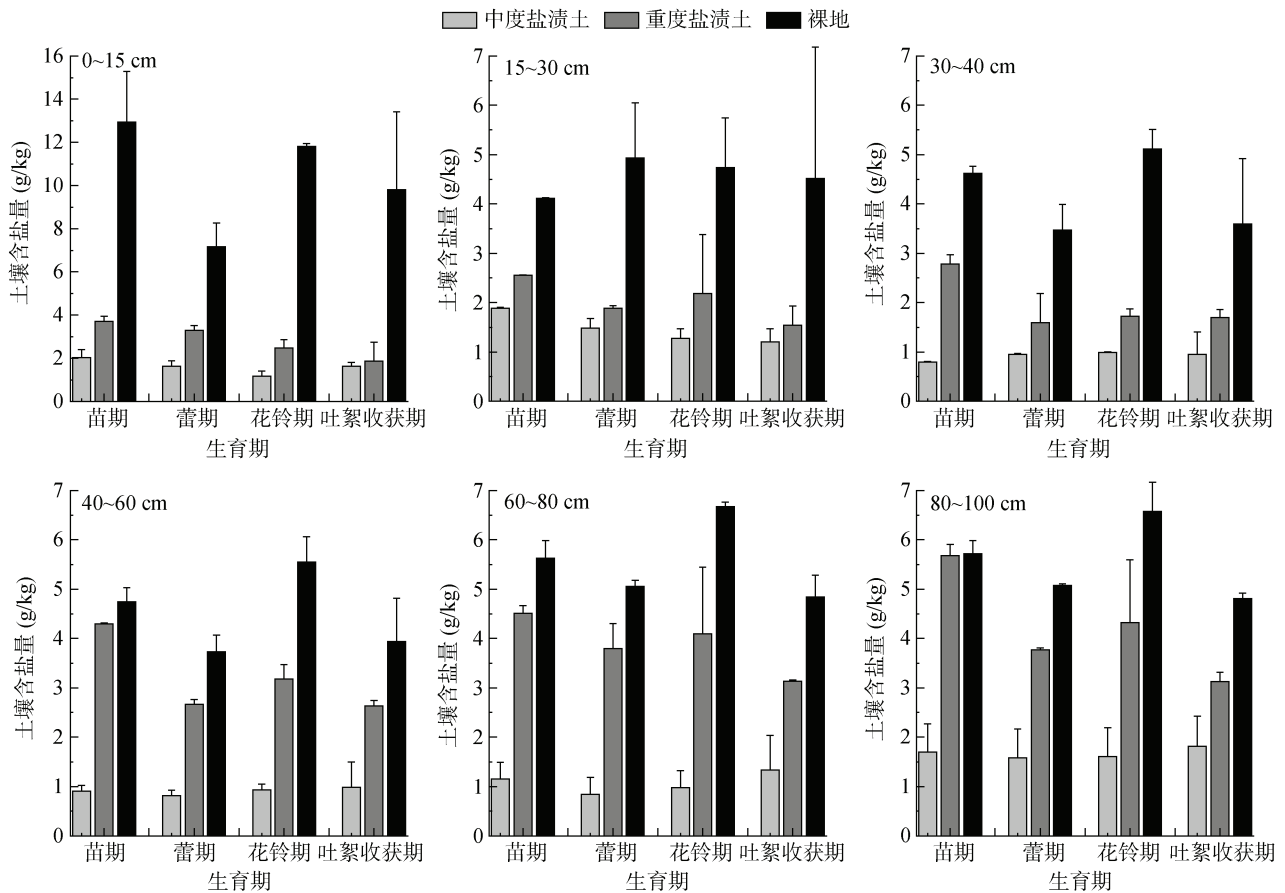 中度盐渍土 重度盐渍土 裸地
0~15 cm
土壤含盐量 (g/kg)
16
14
12
10
8
6
4
2
0
苗期 蕾期 花铃期 吐絮收获期
生育期
15~30 cm
土壤含盐量 (g/kg)
7
6
5
4
3
2
1
0
苗期 蕾期 花铃期 吐絮收获期
生育期
30~40 cm
土壤含盐量 (g/kg)
7
6
5
4
3
2
1
0
苗期 蕾期 花铃期 吐絮收获期
生育期
40~60 cm
土壤含盐量 (g/kg)
7
6
5
4
3
2
1
0
苗期 蕾期 花铃期 吐絮收获期
生育期
60~80 cm
土壤含盐量 (g/kg)
7
6
5
4
3
2
1
0
苗期 蕾期 花铃期 吐絮收获期
生育期
80~100 cm
土壤含盐量 (g/kg)
7
6
5
4
3
2
1
0
苗期 蕾期 花铃期 吐絮收获期
生育期